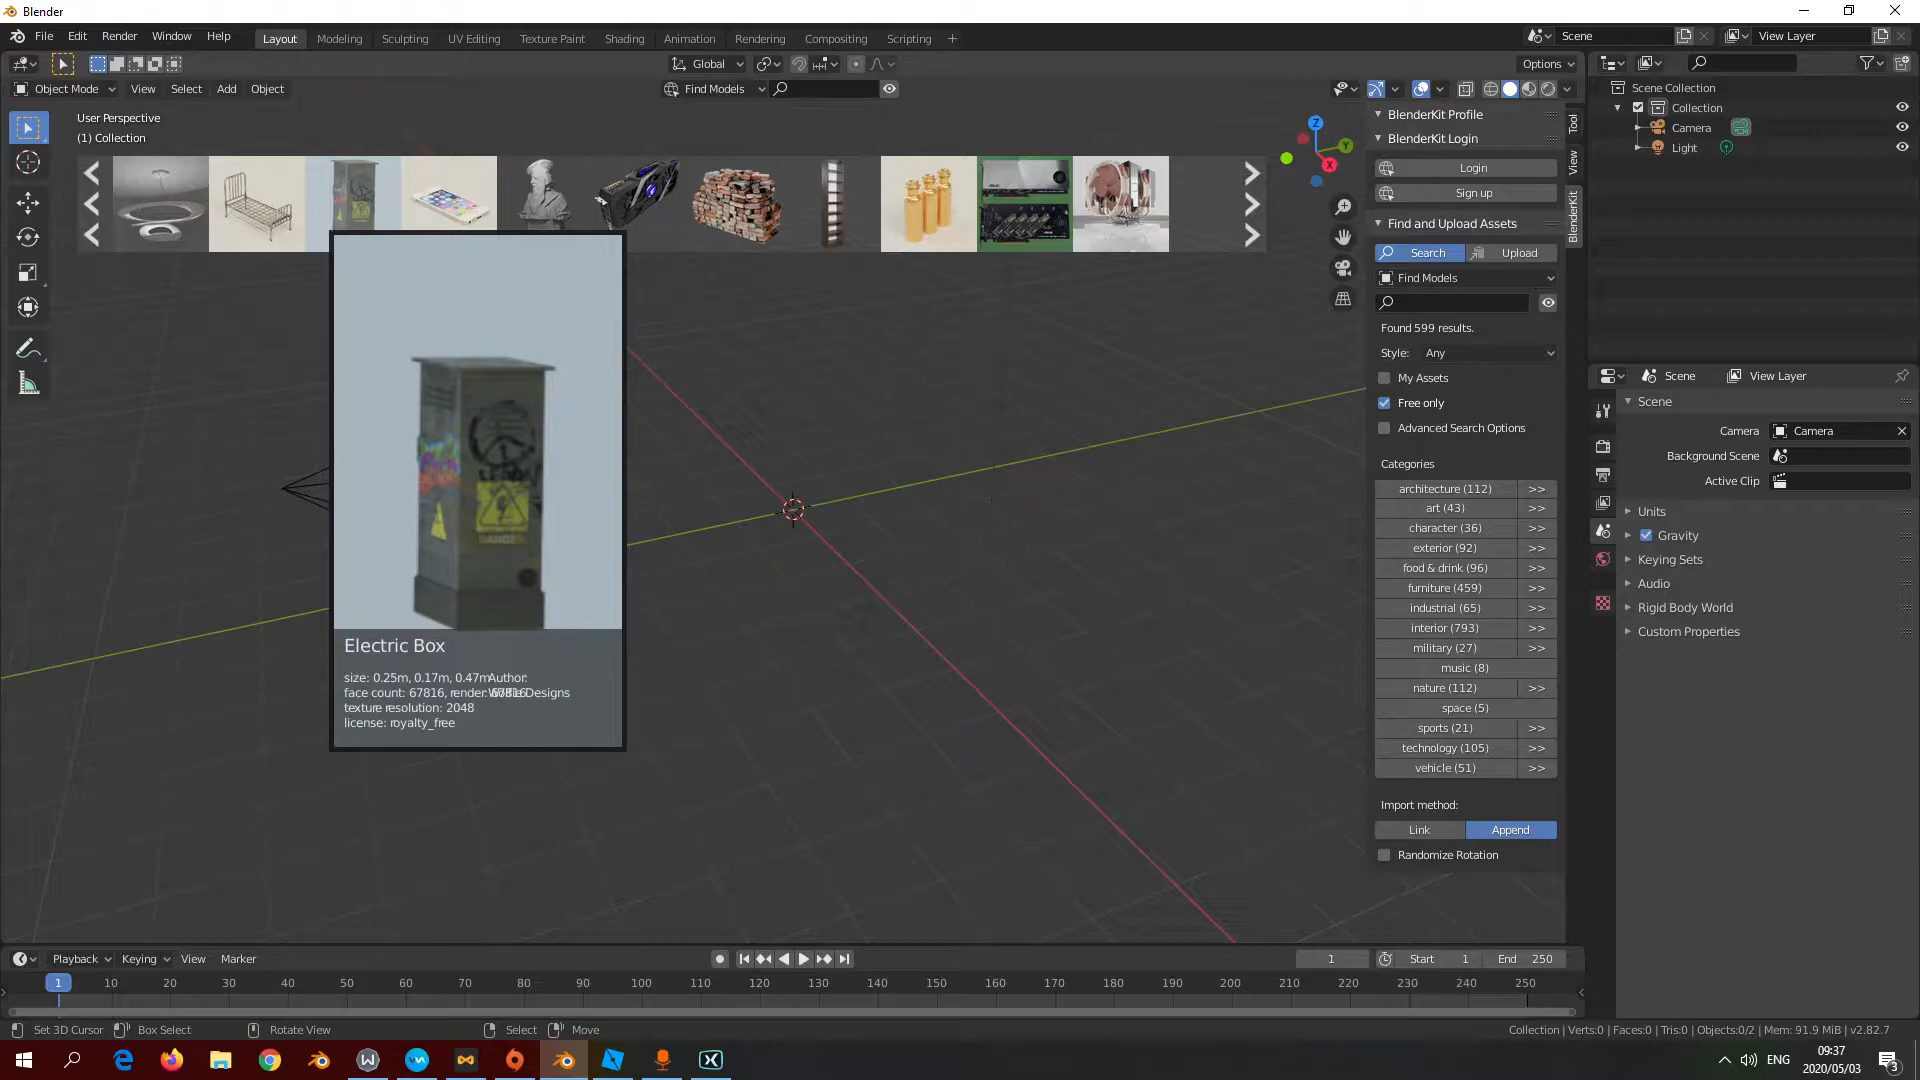 Blender
File Edit Render Window Help
Layout Modeling Sculpting UV Editing Texture Paint Shading Animation Rendering Compositing Scripting +
Scene
View Layer
Global
Options
Object Mode View Select Add Object
Find Models
User Perspective
(1) Collection
Z
Y
X
Scene Collection
Collection
Camera
Light
Tool
View
BlenderKit
BlenderKit Profile
BlenderKit Login
Login
Sign up
Find and Upload Assets
Search Upload
Find Models
Found 599 results.
Style: Any
My Assets
Free only
Advanced Search Options
Categories
architecture (112) >>
art (43) >>
character (36) >>
exterior (92) >>
food & drink (96) >>
furniture (459) >>
industrial (65) >>
interior (793) >>
military (27) >>
music (8)
nature (112) >>
space (5)
sports (21) >>
technology (105) >>
vehicle (51) >>
Import method:
Link Append
Randomize Rotation
Scene View Layer
Scene
Camera Camera
Background Scene
Active Clip
Units
Gravity
Keying Sets
Audio
Rigid Body World
Custom Properties
DANGER
Electric Box
size: 0.25m, 0.17m, 0.47m Author:
face count: 67816, render: 67816 Designs
texture resolution: 2048
license: royalty_free
Playback Keying View Marker
1
Start 1
End 250
1 10 20 30 40 50 60 70 80 90 100 110 120 130 140 150 160 170 180 190 200 210 220 230 240 250
Set 3D Cursor Box Select Rotate View Select Move
Collection | Verts:0 | Faces:0 | Tris:0 | Objects:0/2 | Mem: 91.9 MiB | v2.82.7
ENG
09:37
2020/05/03
3